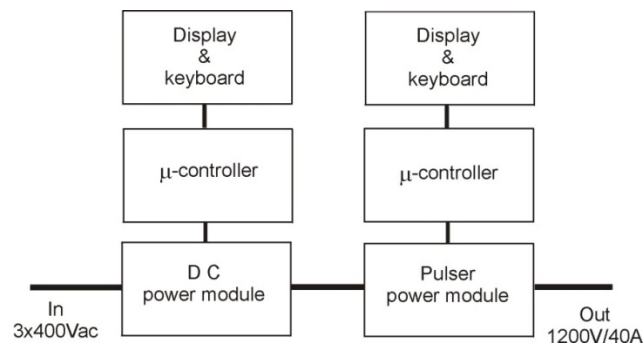 Display
&
keyboard
Display
&
keyboard
μ-controller
μ-controller
D C
power module
Pulser
power module
In
3x400Vac
Out
1200V/40A